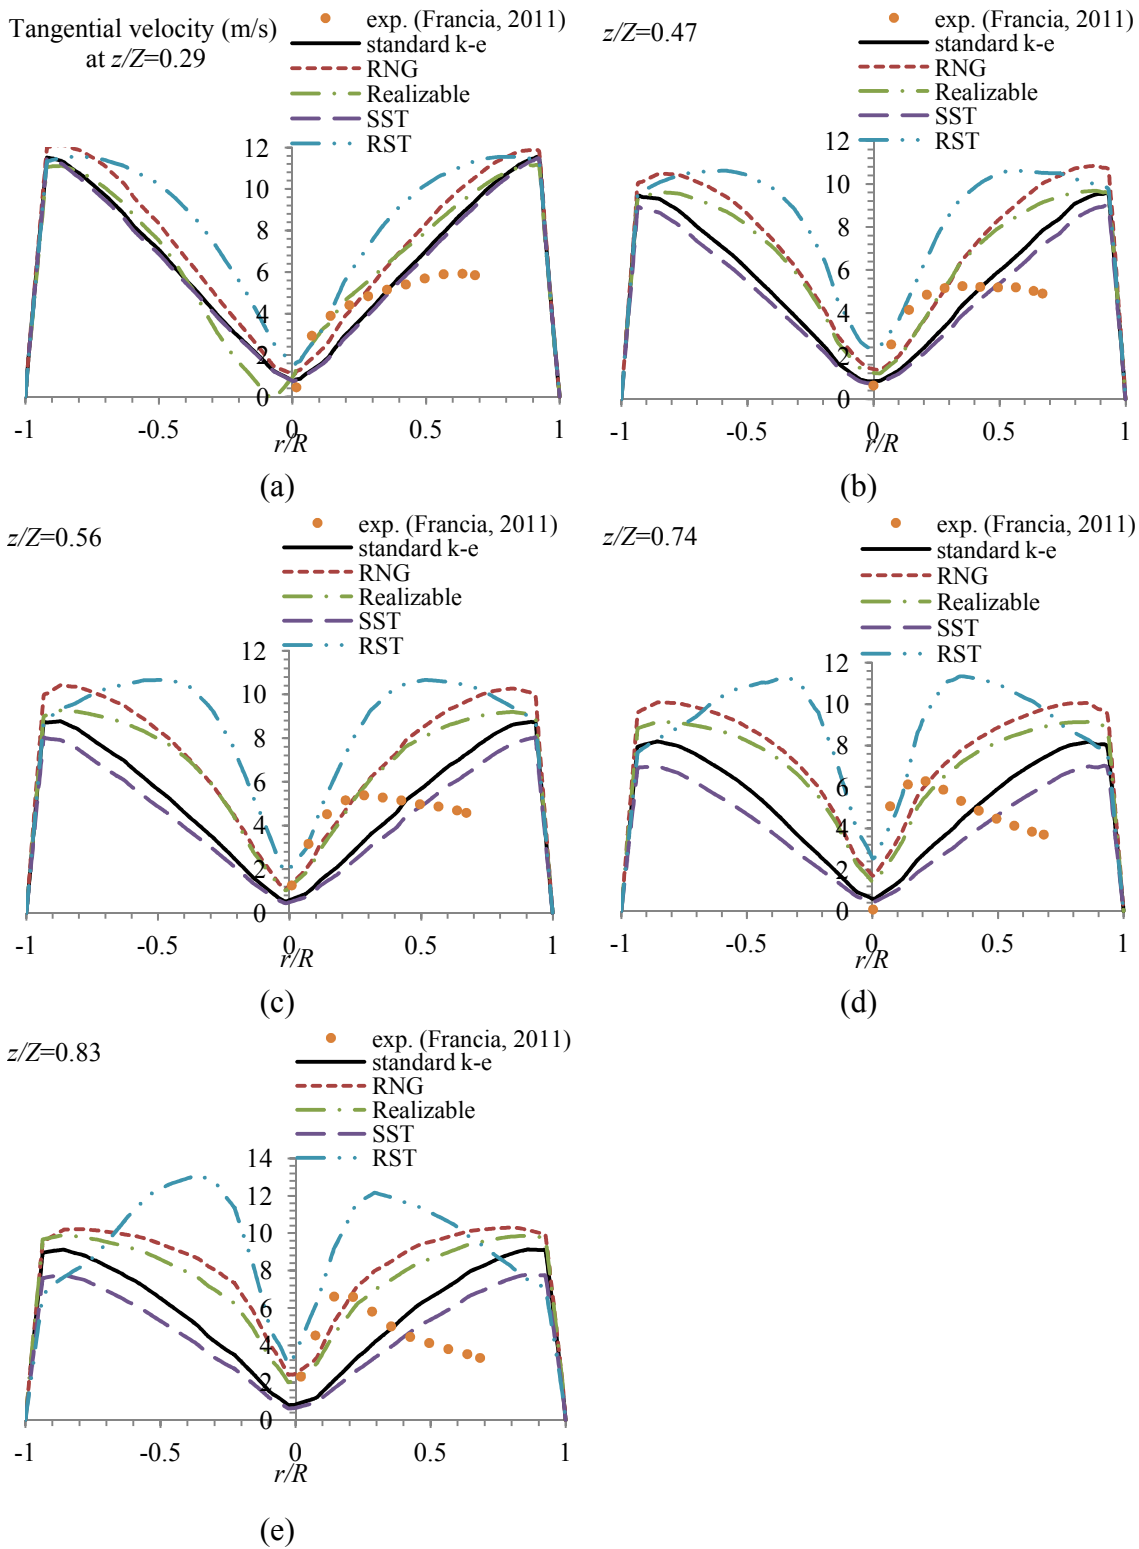 Tangential velocity (m/s)
at z/Z=0.29
exp. (Francia, 2011)
standard k-e
RNG
Realizable
SST
RST
12
10
8
6
4
2
0
-1
-0.5
0
0.5
1
r/R
(a)
z/Z=0.47
exp. (Francia, 2011)
standard k-e
RNG
Realizable
SST
RST
12
10
8
6
4
2
0
-1
-0.5
0
0.5
1
r/R
(b)
z/Z=0.56
exp. (Francia, 2011)
standard k-e
RNG
Realizable
SST
RST
12
10
8
6
4
2
0
-1
-0.5
0
0.5
1
r/R
(c)
z/Z=0.74
exp. (Francia, 2011)
standard k-e
RNG
Realizable
SST
RST
12
10
8
6
4
2
0
-1
-0.5
0
0.5
1
r/R
(d)
z/Z=0.83
exp. (Francia, 2011)
standard k-e
RNG
Realizable
SST
RST
14
12
10
8
6
4
2
0
-1
-0.5
0
0.5
1
r/R
(e)